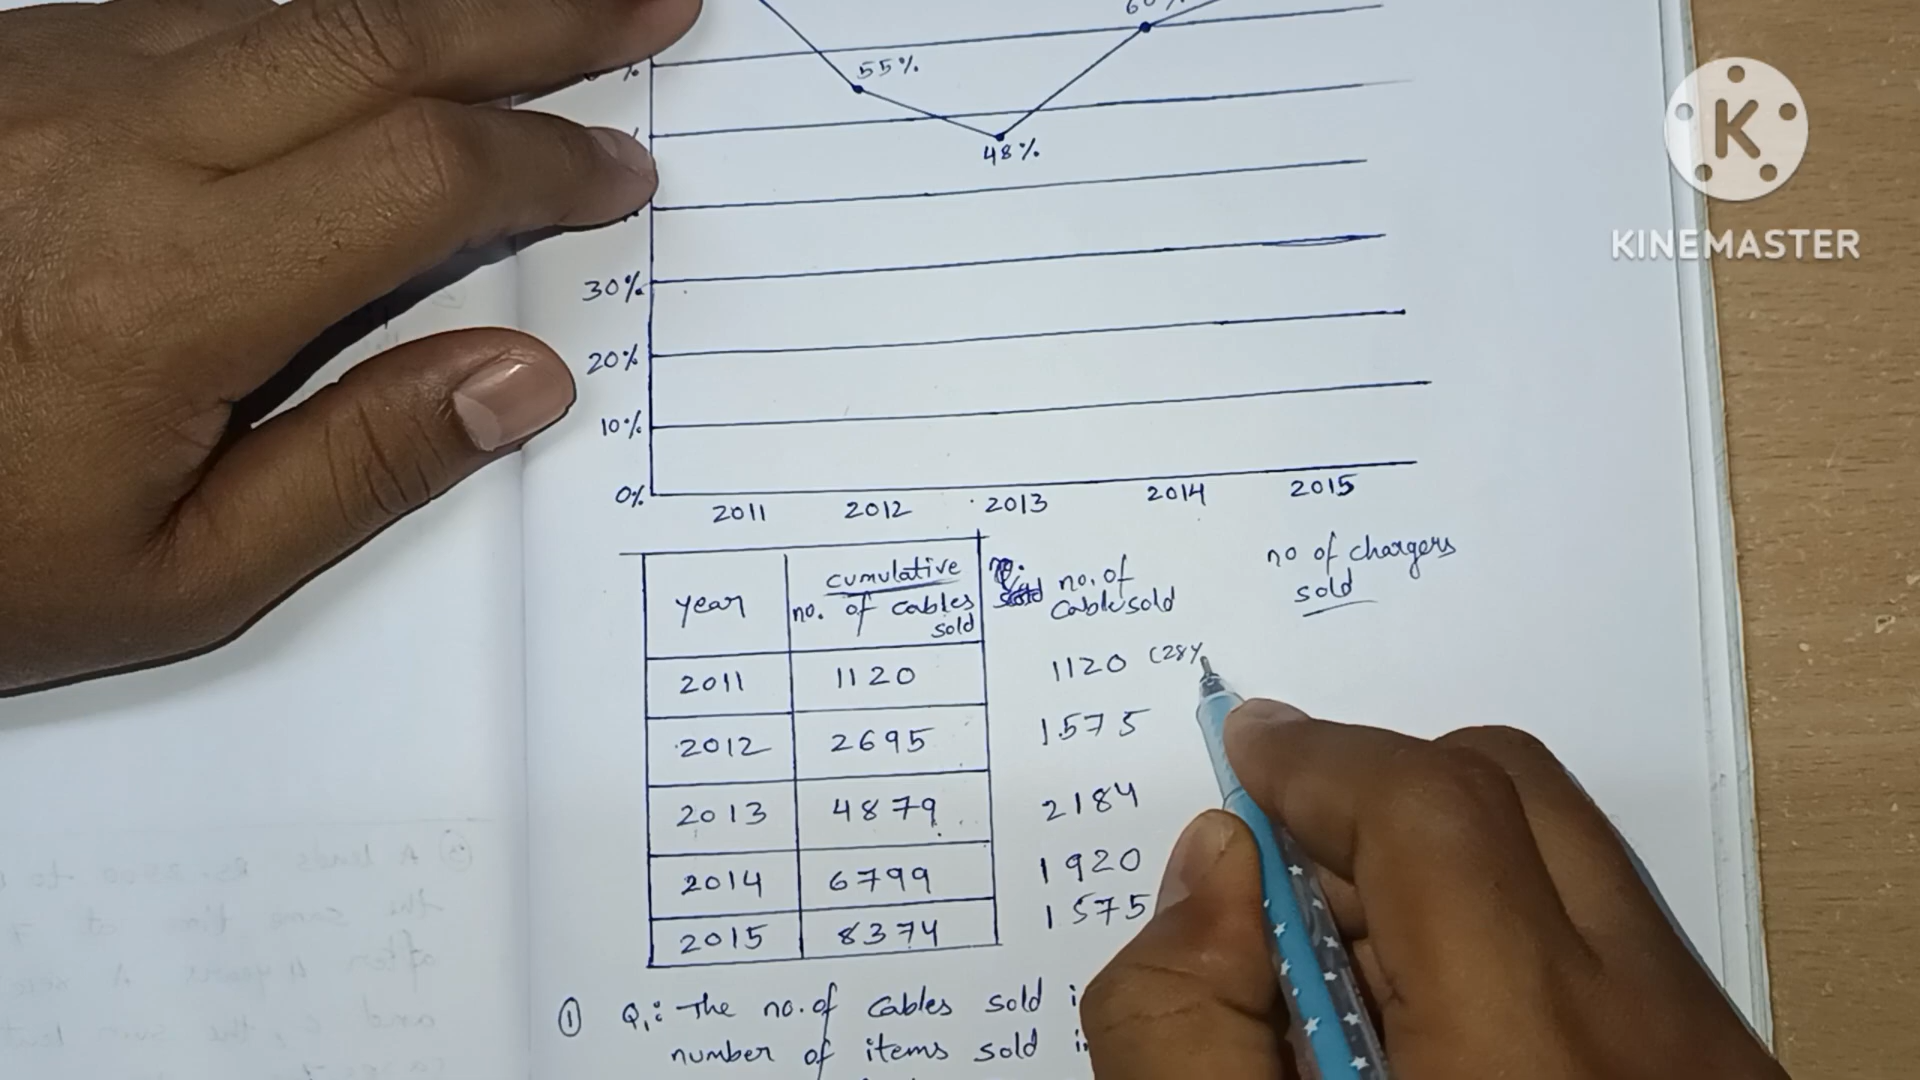 60%
55%
48%
30%
20%
10%
0%
2011 2012 2013 2014 2015
year
cumulative
no. of cables
sold
no. of
cable sold
no of chargers
sold
2011 1120 1120 (28%
2012 2695 1575
2013 4879 2184
2014 6799 1920
2015 8374 1575
① Q1: The no. of cables sold
number of items sold
KINEMASTER